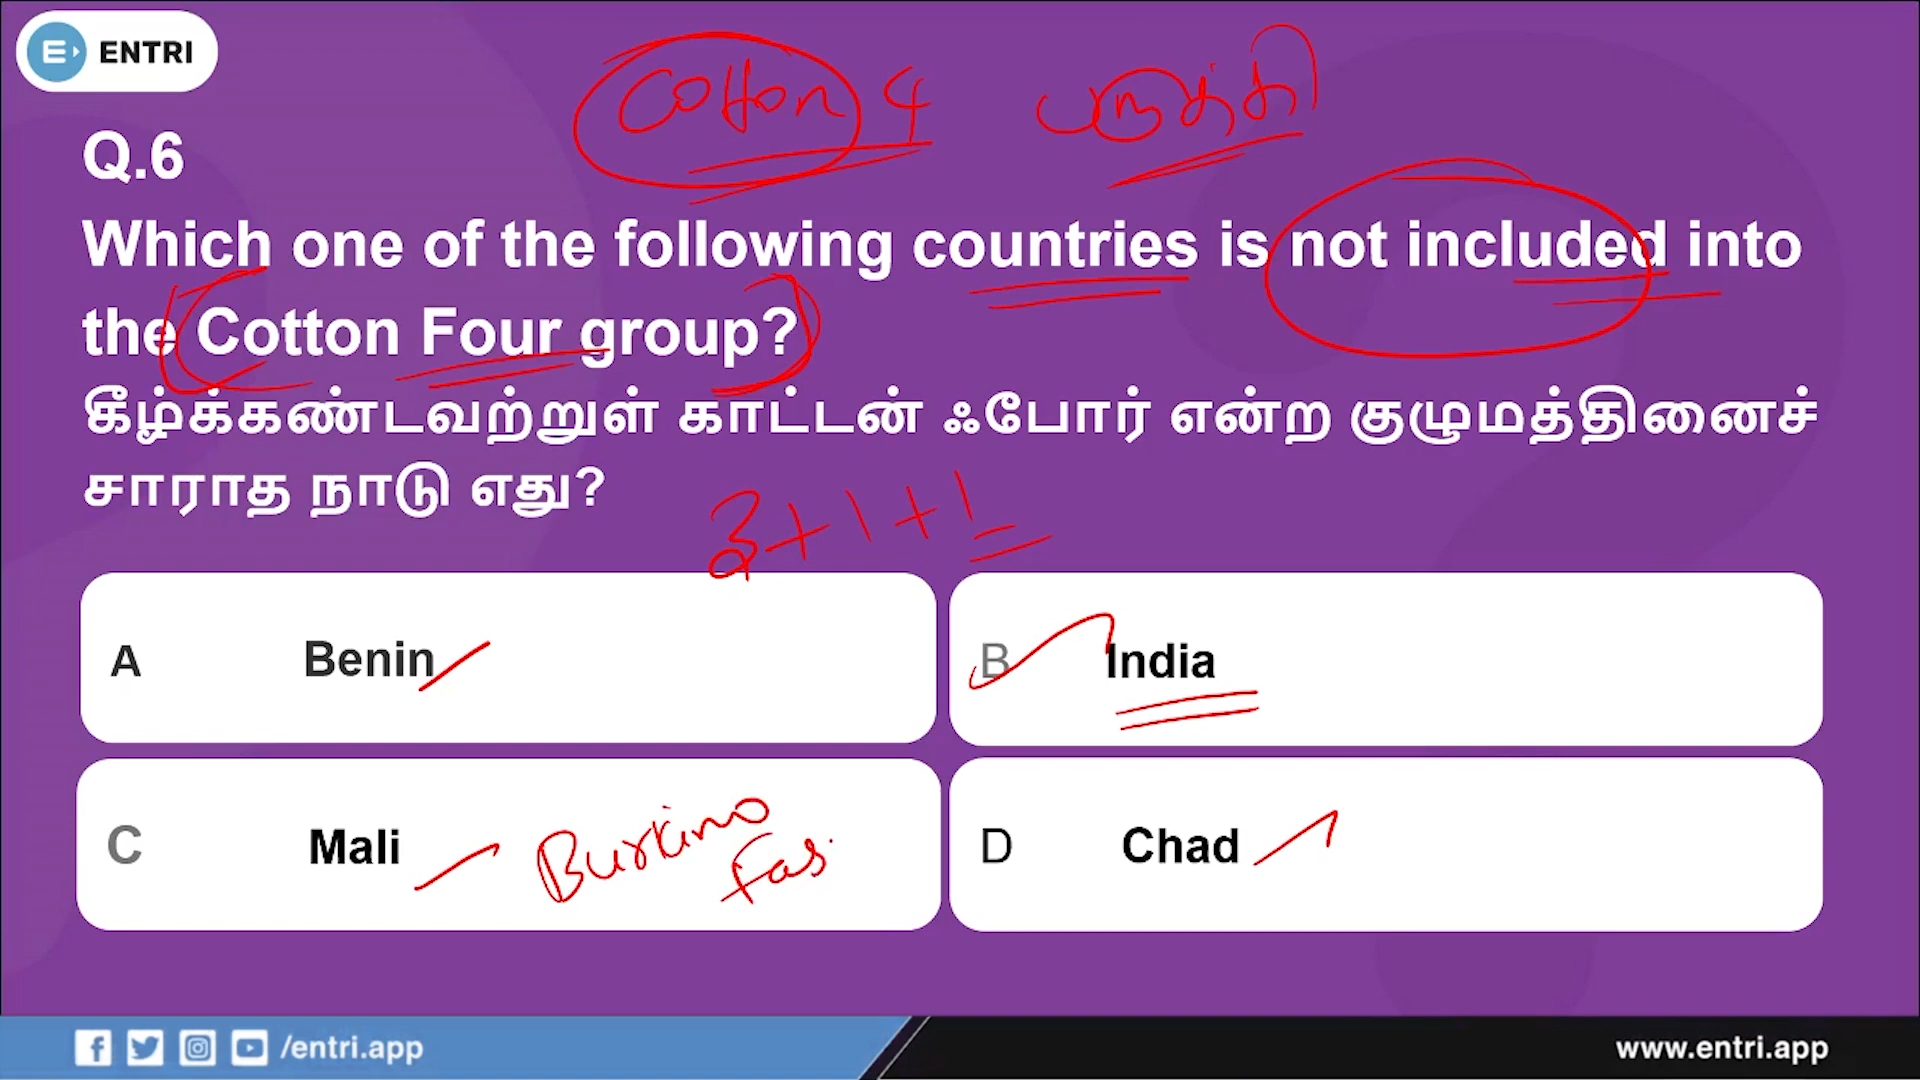 ENTRI
Cotton 4 பருத்தி
Q.6
Which one of the following countries is not included into
the Cotton Four group?
கீழ்க்கண்டவற்றுள் காட்டன் ஃபோர் என்ற குழுமத்தினைச்
சாராத நாடு எது?
3+1+1
A Benin
B India
C Mali
Burkino
Fas
D Chad
/entri.app
www.entri.app